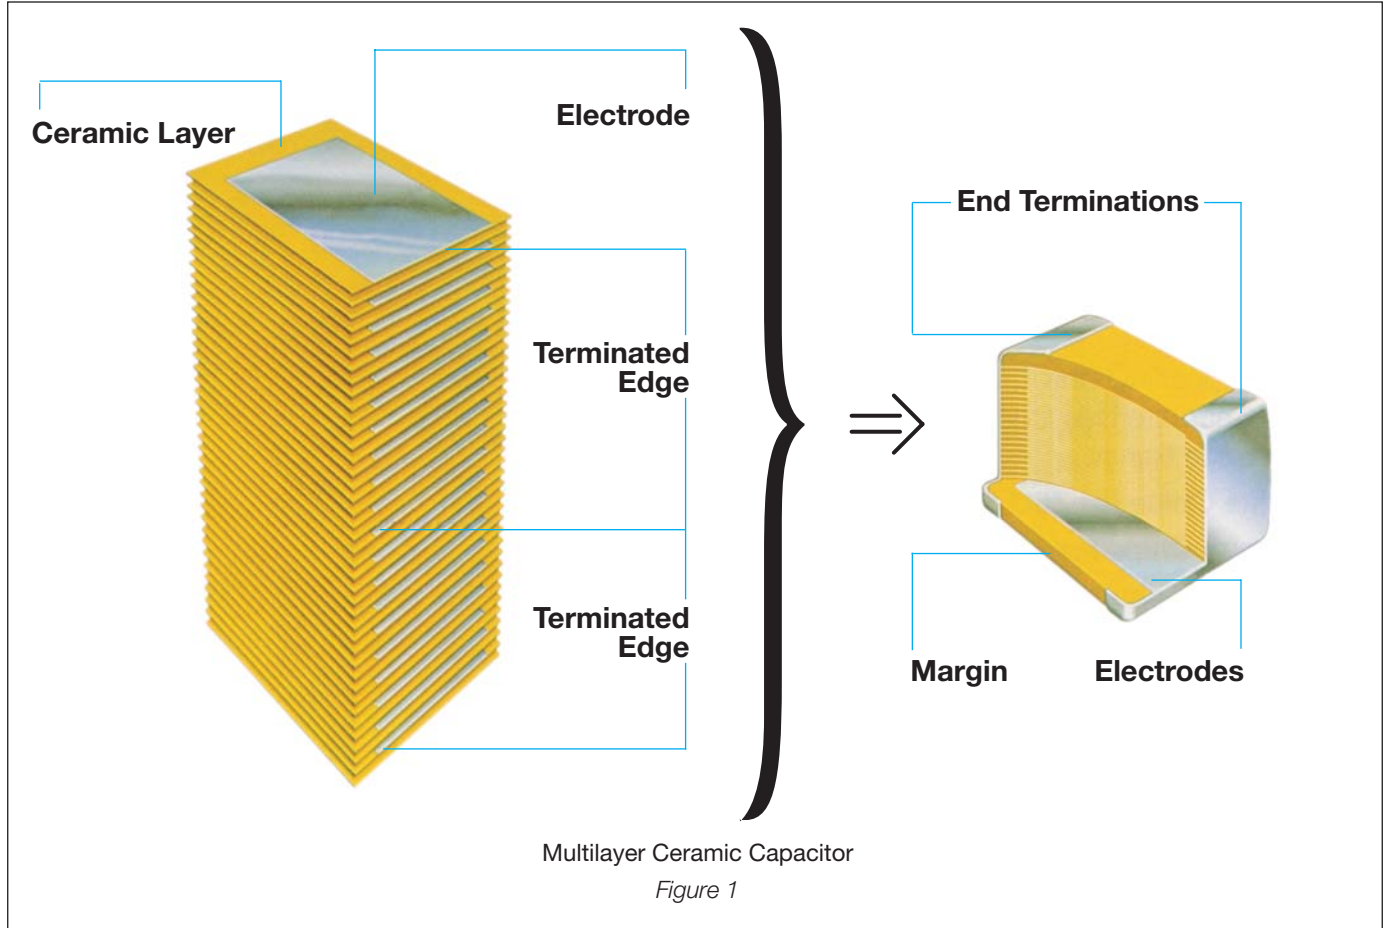 Electrode
Ceramic Layer
End Terminations
Terminated
Edge
Terminated
Edge
Margin
Electrodes
Multilayer Ceramic Capacitor
Figure 1